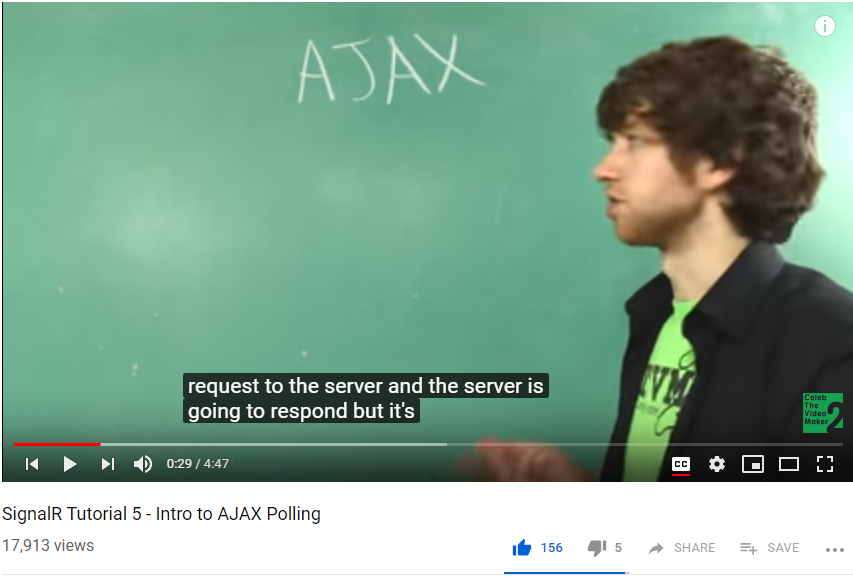 AJAX
request to the server and the server is
going to respond but it's
Caleb
The
Video
Maker 2
0:29 / 4:47
CC
SignalR Tutorial 5 - Intro to AJAX Polling
17,913 views
156
5
SHARE
SAVE